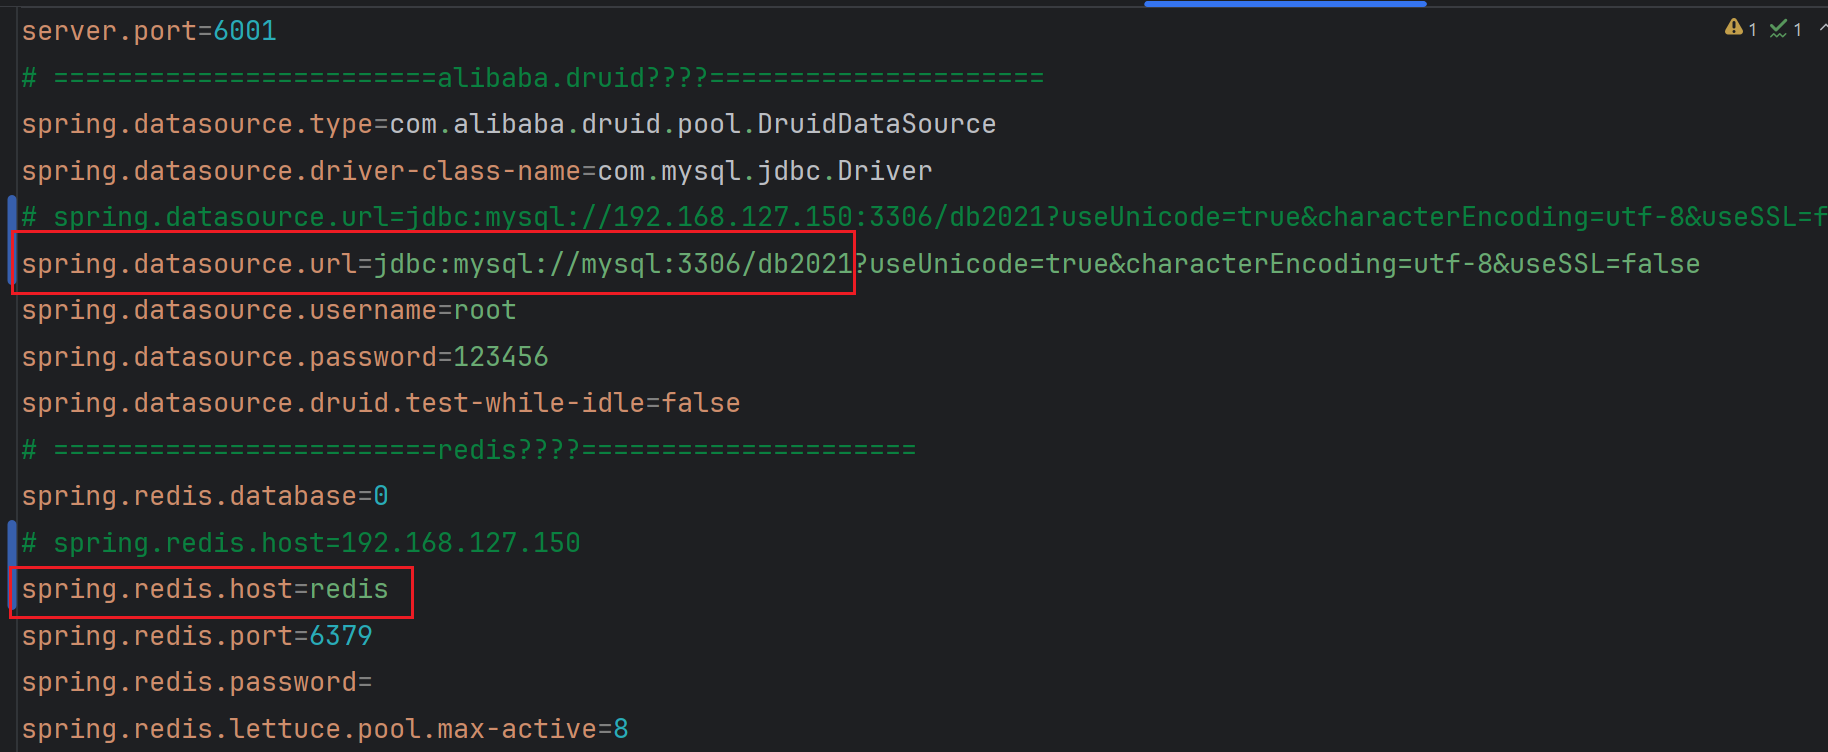 server.port=6001
1 1
# ========================alibaba.druid????=====================
spring.datasource.type=com.alibaba.druid.pool.DruidDataSource
spring.datasource.driver-class-name=com.mysql.jdbc.Driver
# spring.datasource.url=jdbc:mysql://192.168.127.150:3306/db2021?useUnicode=true&characterEncoding=utf-8&useSSL=f
spring.datasource.url=jdbc:mysql://mysql:3306/db2021?useUnicode=true&characterEncoding=utf-8&useSSL=false
spring.datasource.username=root
spring.datasource.password=123456
spring.datasource.druid.test-while-idle=false
# ========================redis????=====================
spring.redis.database=0
# spring.redis.host=192.168.127.150
spring.redis.host=redis
spring.redis.port=6379
spring.redis.password=
spring.redis.lettuce.pool.max-active=8